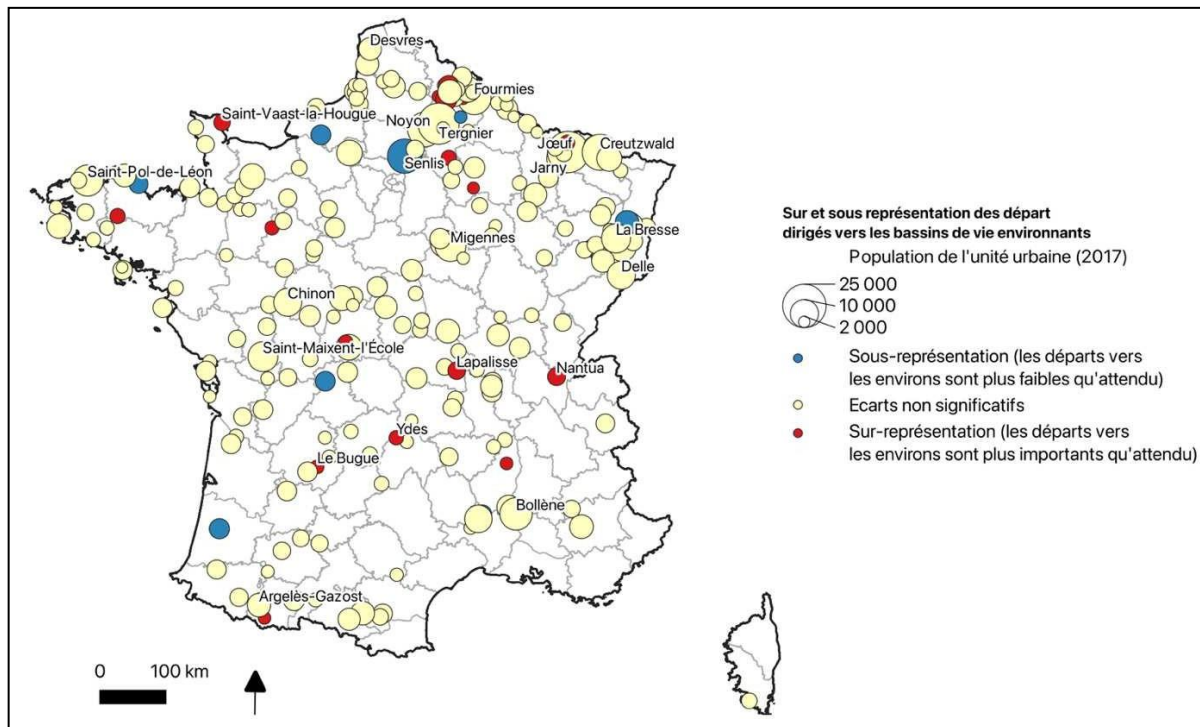 Desvres
Fourmies
Saint-Vaast-la-Hougue
Noyon
Tergnier
Jœuf
Creutzwald
Saint-Pol-de-Léon
Senlis
Jarny
La Bresse
Migennes
Delle
Chinon
Saint-Maixent-l'École
Lapalisse
Nantua
Ydes
Le Bugue
Bollène
Argelès-Gazost
0 100 km
Sur et sous représentation des départ
dirigés vers les bassins de vie environnants
Population de l'unité urbaine (2017)
25 000
10 000
2 000
Sous-représentation (les départs vers
les environs sont plus faibles qu'attendu)
Ecarts non significatifs
Sur-représentation (les départs vers
les environs sont plus importants qu'attendu)